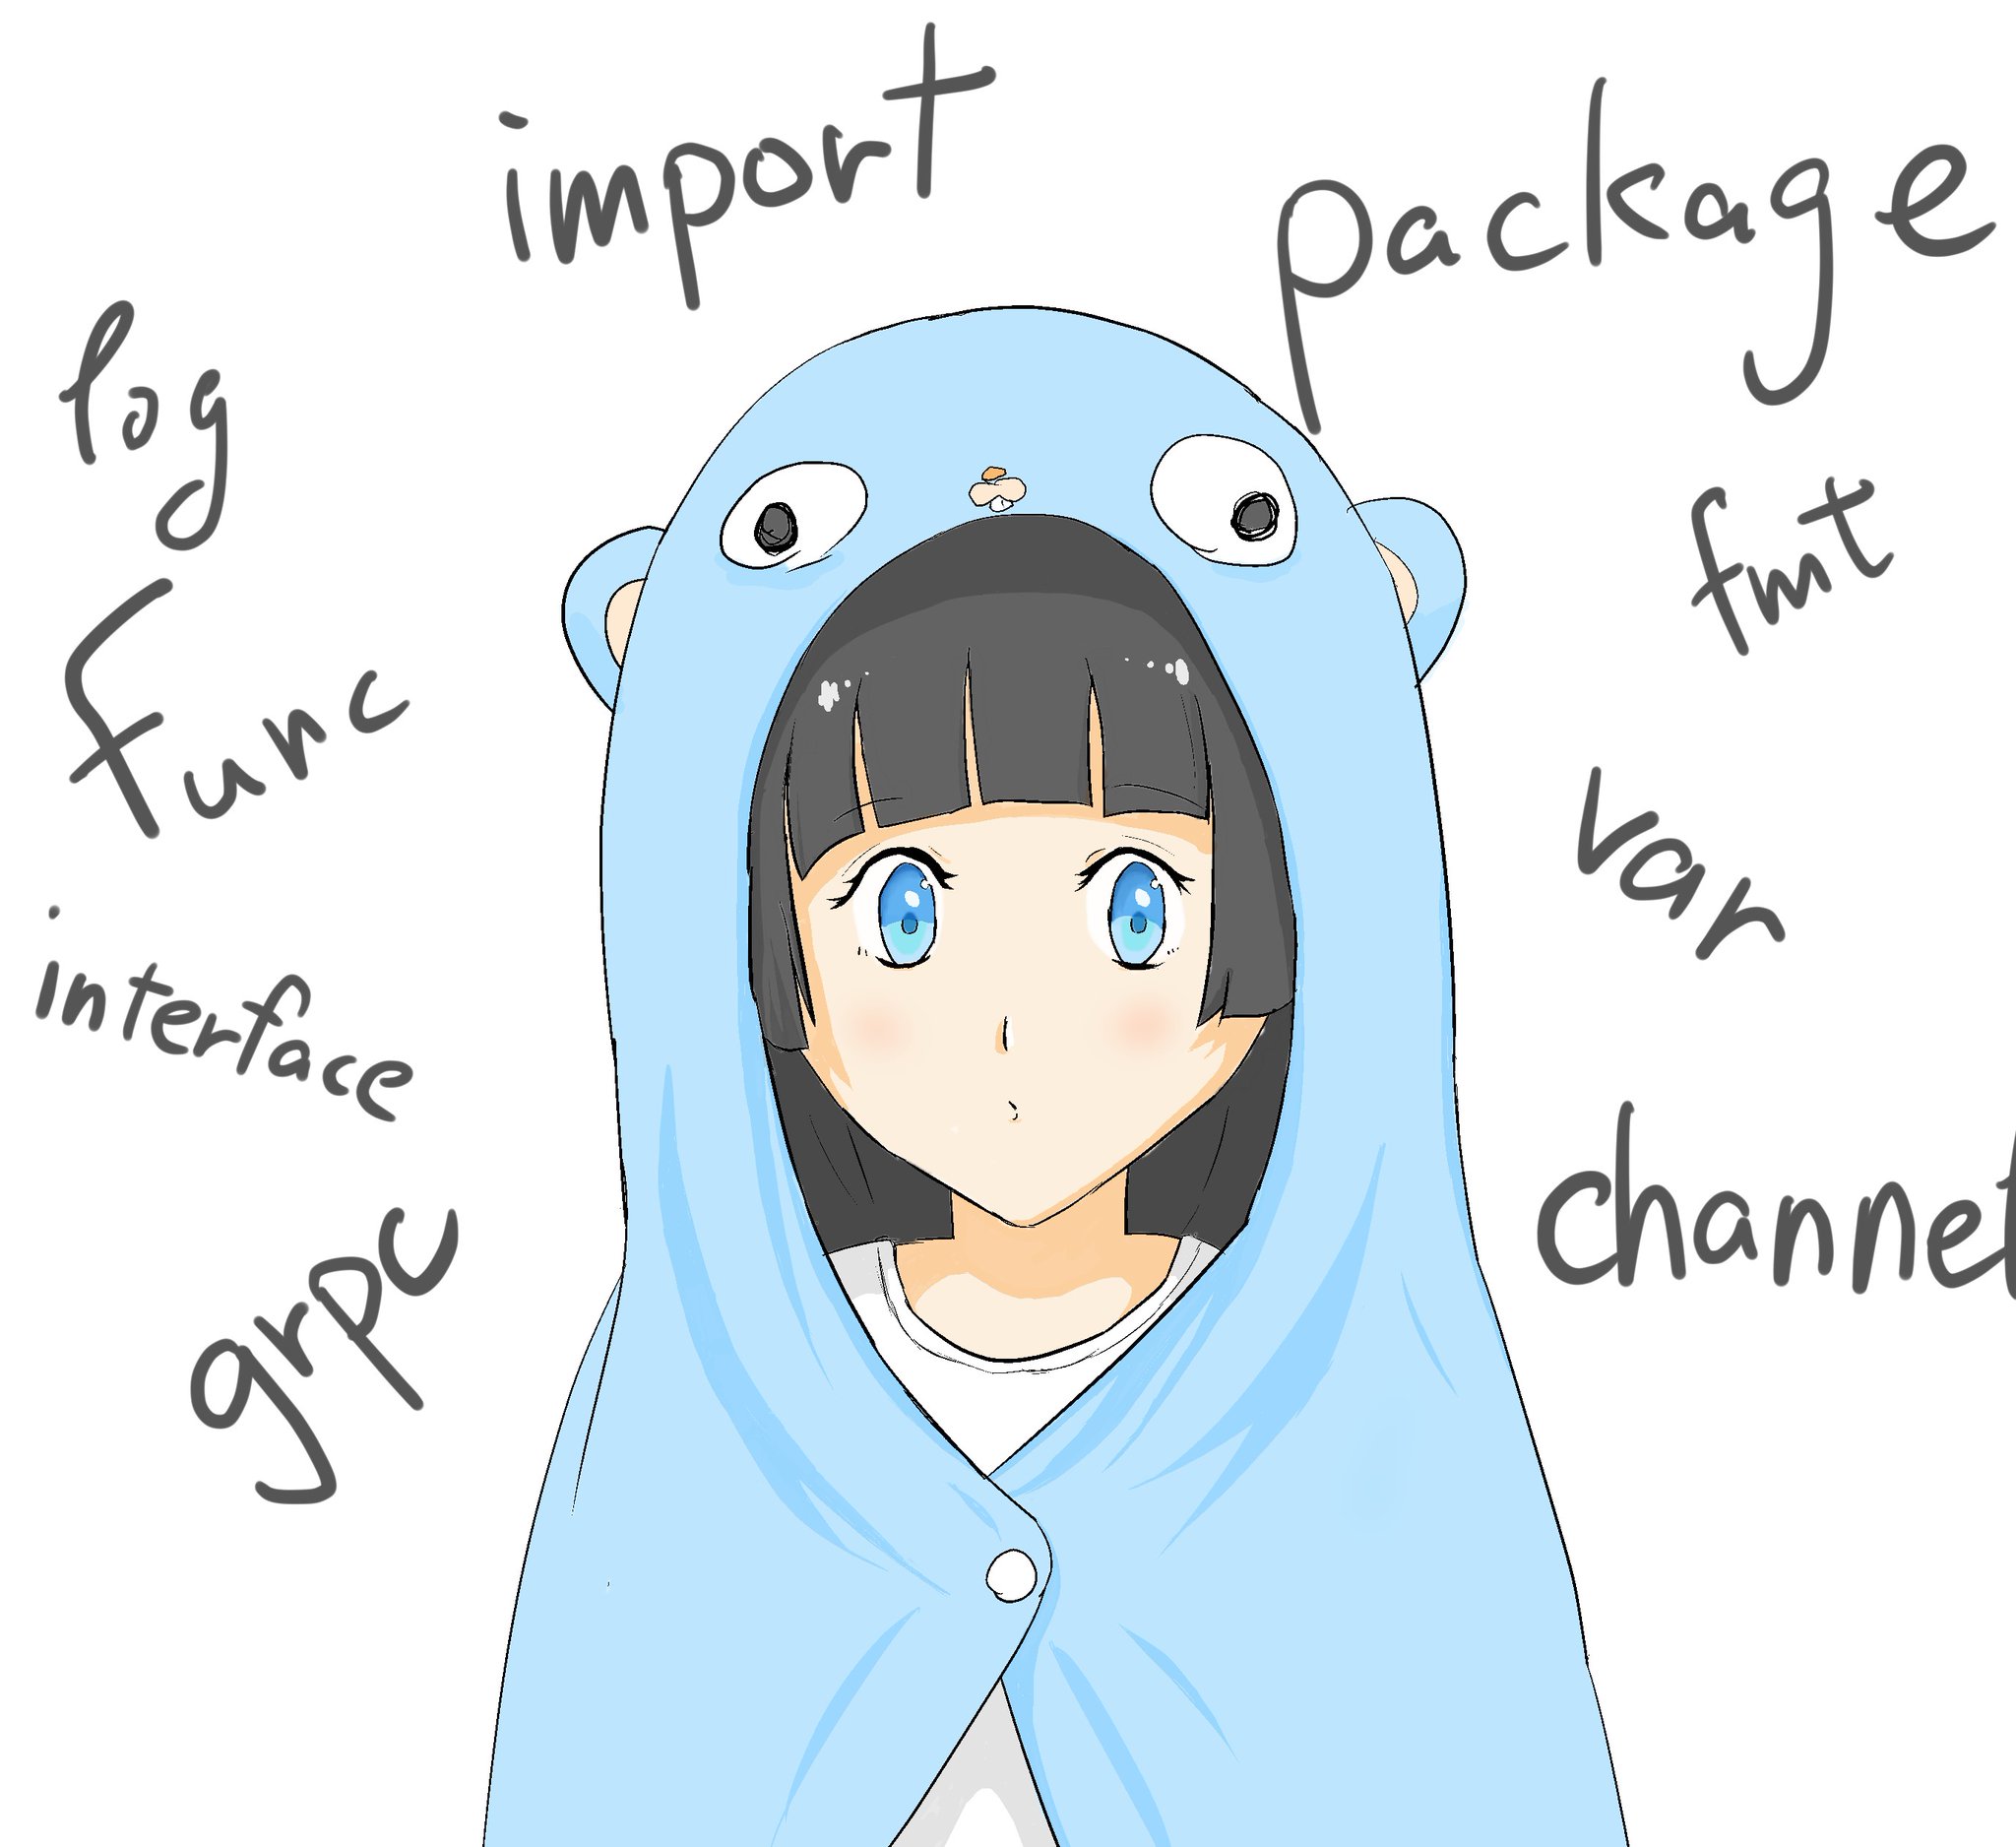 import
package
log
fmt
func
var
interface
channel
grpc